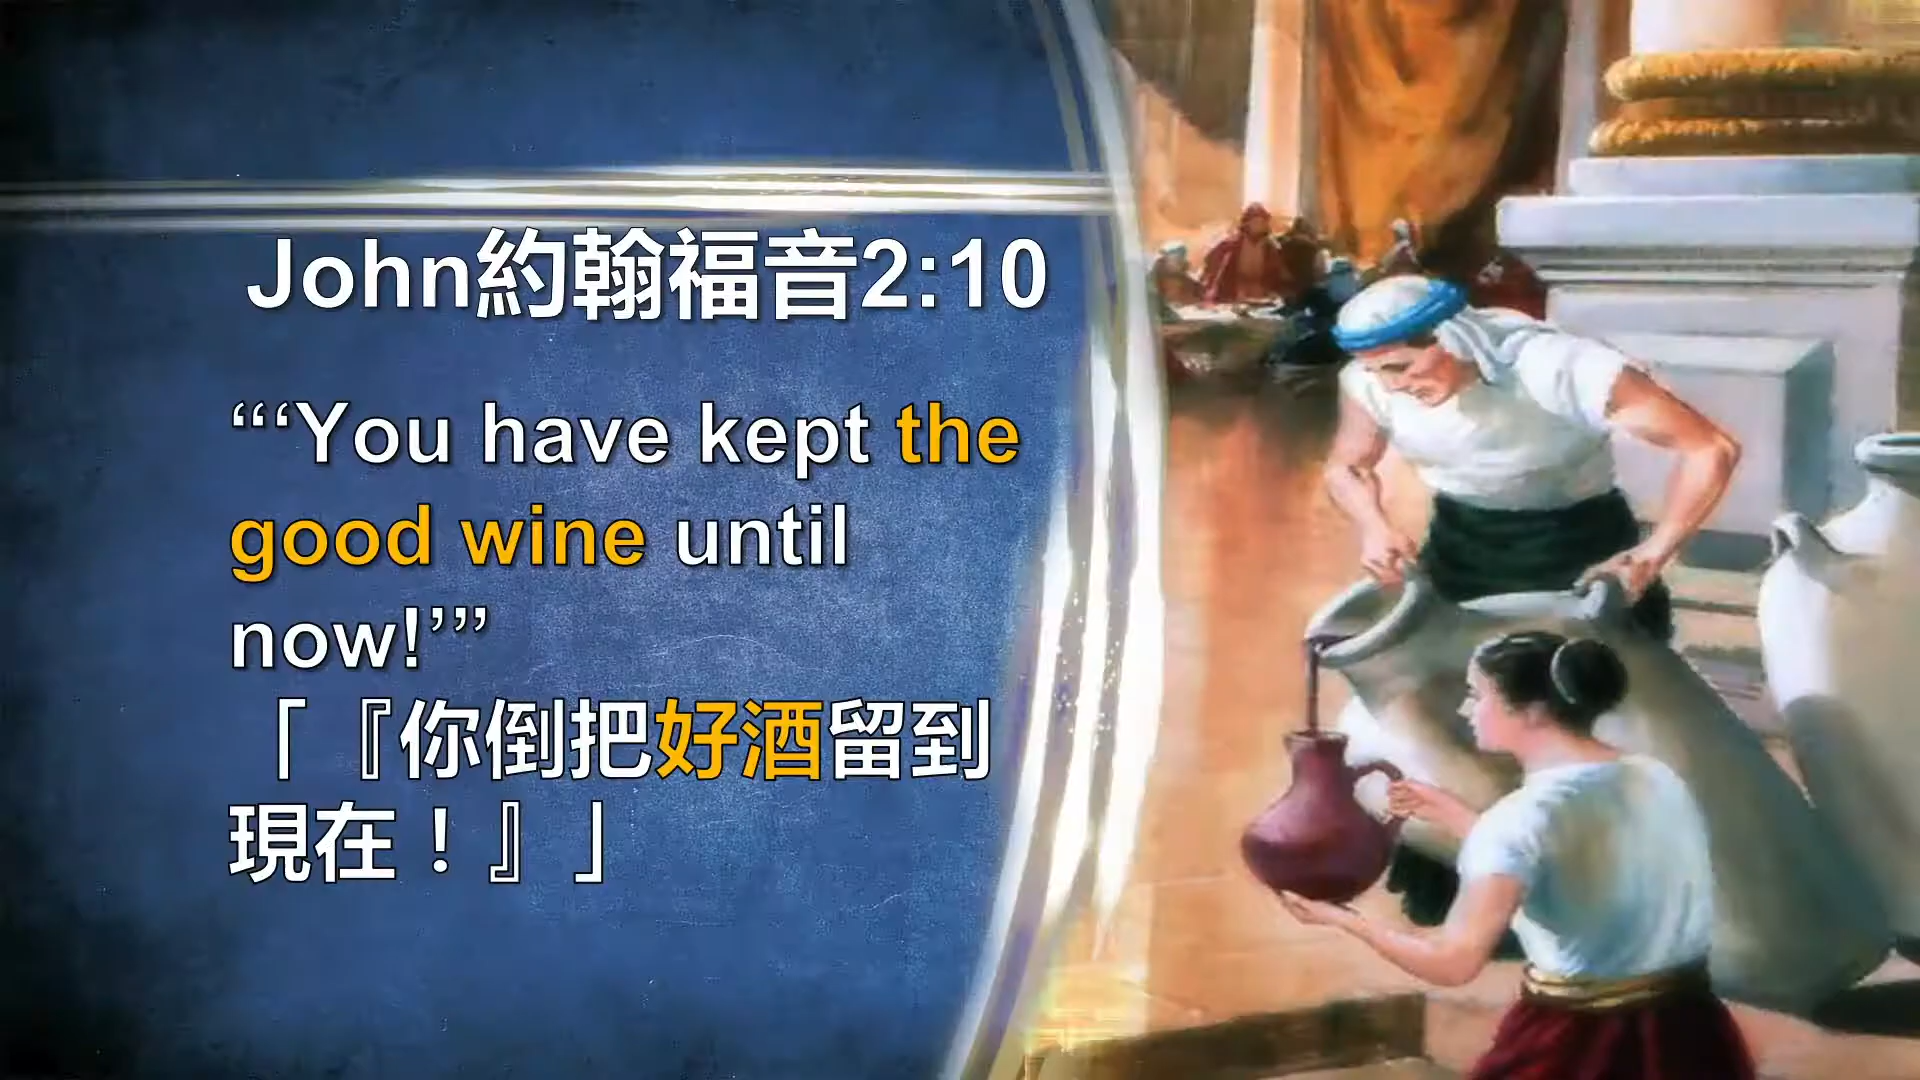 John約翰福音2:10
“‘You have kept the
good wine until
now!’”
「『你倒把好酒留到
現在！』」